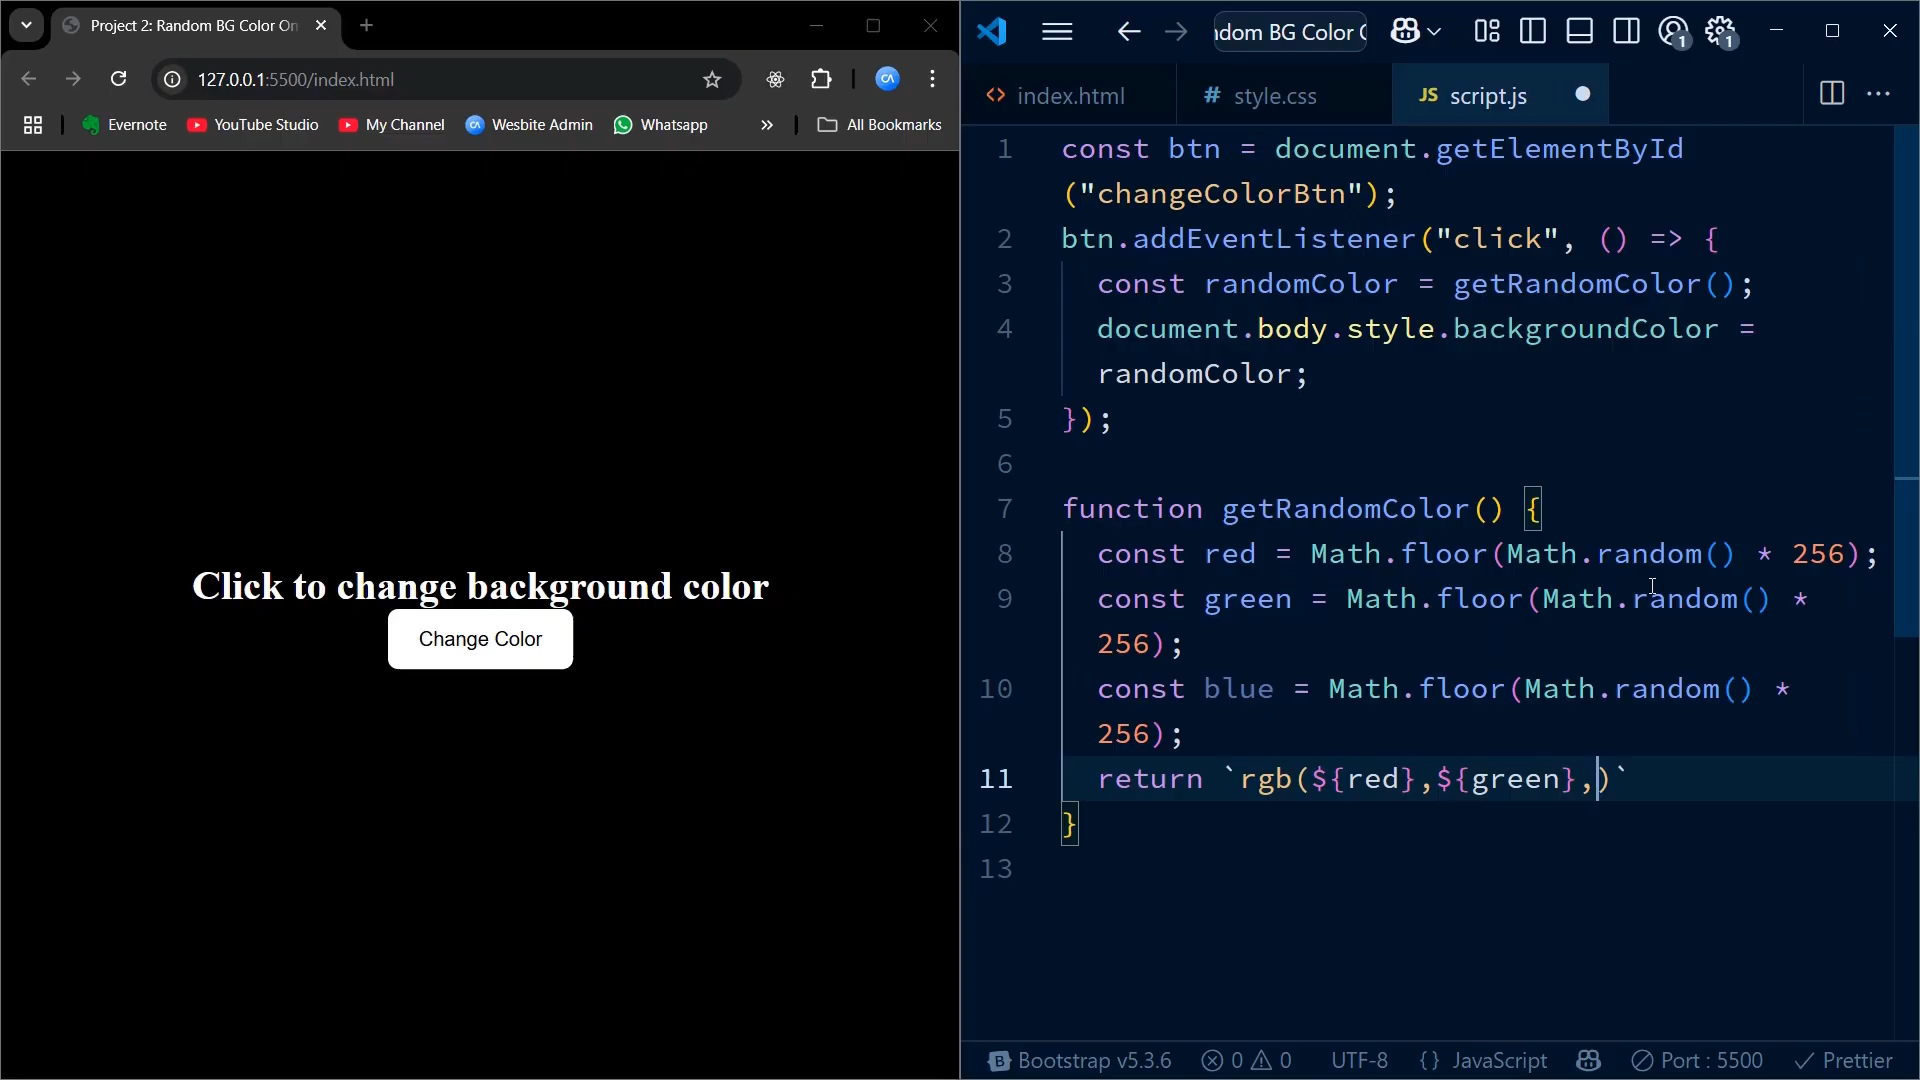 Project 2: Random BG Color On
127.0.0.1:5500/index.html
Evernote
YouTube Studio
My Channel
Wesbite Admin
Whatsapp
All Bookmarks
Click to change background color
Change Color
ndom BG Color
1
1
index.html
# style.css
JS script.js
1 const btn = document.getElementById
("changeColorBtn");
2 btn.addEventListener("click", () => {
3 const randomColor = getRandomColor();
4 document.body.style.backgroundColor =
randomColor;
5 });
6
7 function getRandomColor() {
8 const red = Math.floor(Math.random() * 256);
9 const green = Math.floor(Math.random() *
256);
10 const blue = Math.floor(Math.random() *
256);
11 return `rgb(${red},${green},)`
12 }
13
B Bootstrap v5.3.6
0
0
UTF-8
{} JavaScript
Port : 5500
Prettier